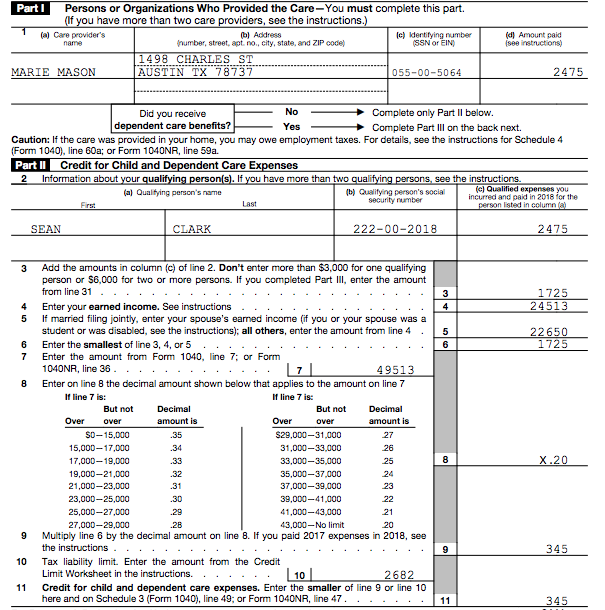 Part I Persons or Organizations Who Provided the Care—You must complete this part.
(If you have more than two care providers, see the instructions.)
1 (a) Care provider's name (b) Address (number, street, apt. no., city, state, and ZIP code) (c) Identifying number (SSN or EIN) (d) Amount paid (see instructions)
1498 CHARLES ST
MARIE MASON AUSTIN TX 78737 055-00-5064 2475
Did you receive dependent care benefits?
No Complete only Part II below.
Yes Complete Part III on the back next.
Caution: If the care was provided in your home, you may owe employment taxes. For details, see the instructions for Schedule 4
(Form 1040), line 60a; or Form 1040NR, line 59a.
Part II Credit for Child and Dependent Care Expenses
2 Information about your qualifying person(s). If you have more than two qualifying persons, see the instructions.
(a) Qualifying person's name
First Last
(b) Qualifying person's social security number
(c) Qualified expenses you incurred and paid in 2018 for the person listed in column (a)
SEAN CLARK 222-00-2018 2475
3 Add the amounts in column (c) of line 2. Don't enter more than $3,000 for one qualifying
person or $6,000 for two or more persons. If you completed Part III, enter the amount
from line 31 . . . 3 1725
4 Enter your earned income. See instructions . . . 4 24513
5 If married filing jointly, enter your spouse's earned income (if you or your spouse was a
student or was disabled, see the instructions); all others, enter the amount from line 4 . 5 22650
6 Enter the smallest of line 3, 4, or 5 . . . 6 1725
7 Enter the amount from Form 1040, line 7; or Form
1040NR, line 36 . . . 7 49513
8 Enter on line 8 the decimal amount shown below that applies to the amount on line 7
If line 7 is: If line 7 is:
But not Decimal But not Decimal
Over over amount is Over over amount is
$0—15,000 .35 $29,000—31,000 .27
15,000—17,000 .34 31,000—33,000 .26
17,000—19,000 .33 33,000—35,000 .25 8 X.20
19,000—21,000 .32 35,000—37,000 .24
21,000—23,000 .31 37,000—39,000 .23
23,000—25,000 .30 39,000—41,000 .22
25,000—27,000 .29 41,000—43,000 .21
27,000—29,000 .28 43,000—No limit .20
9 Multiply line 6 by the decimal amount on line 8. If you paid 2017 expenses in 2018, see
the instructions . . . 9 345
10 Tax liability limit. Enter the amount from the Credit
Limit Worksheet in the instructions. . . . 10 2682
11 Credit for child and dependent care expenses. Enter the smaller of line 9 or line 10
here and on Schedule 3 (Form 1040), line 49; or Form 1040NR, line 47 . . . 11 345